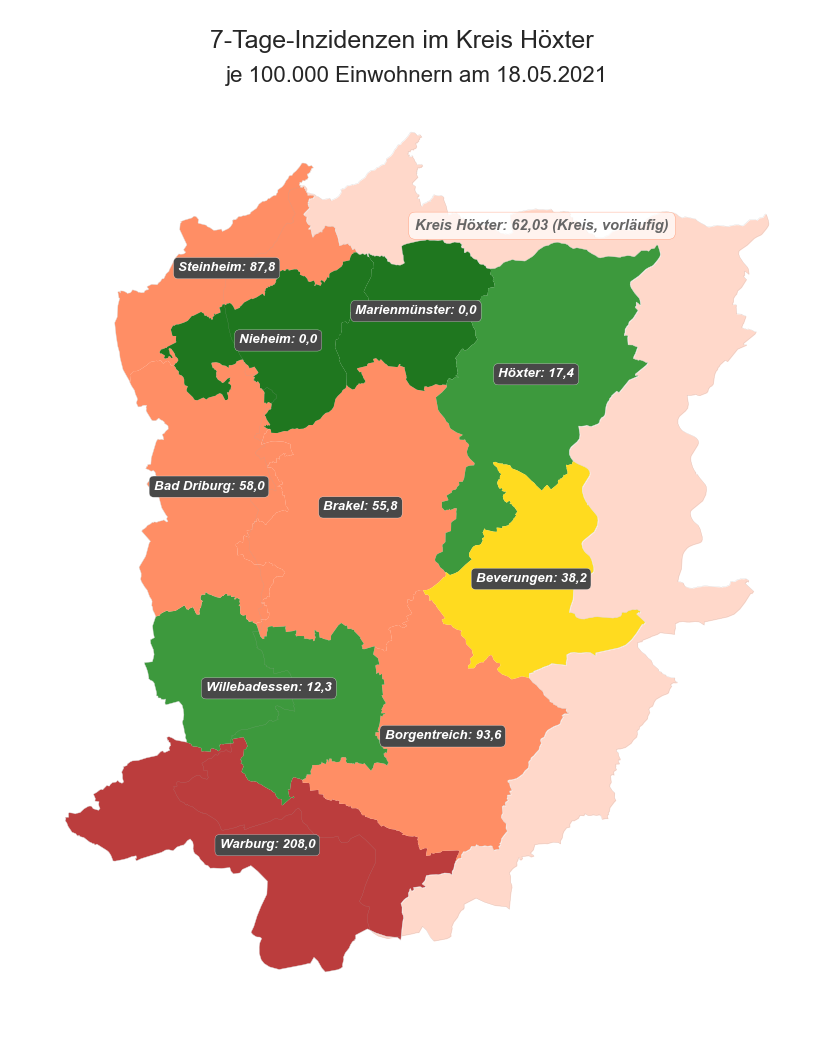 7-Tage-Inzidenzen im Kreis Höxter
je 100.000 Einwohnern am 18.05.2021
Kreis Höxter: 62,03 (Kreis, vorläufig)
Steinheim: 87,8
Marienmünster: 0,0
Nieheim: 0,0
Höxter: 17,4
Bad Driburg: 58,0
Brakel: 55,8
Beverungen: 38,2
Willebadessen: 12,3
Borgentreich: 93,6
Warburg: 208,0